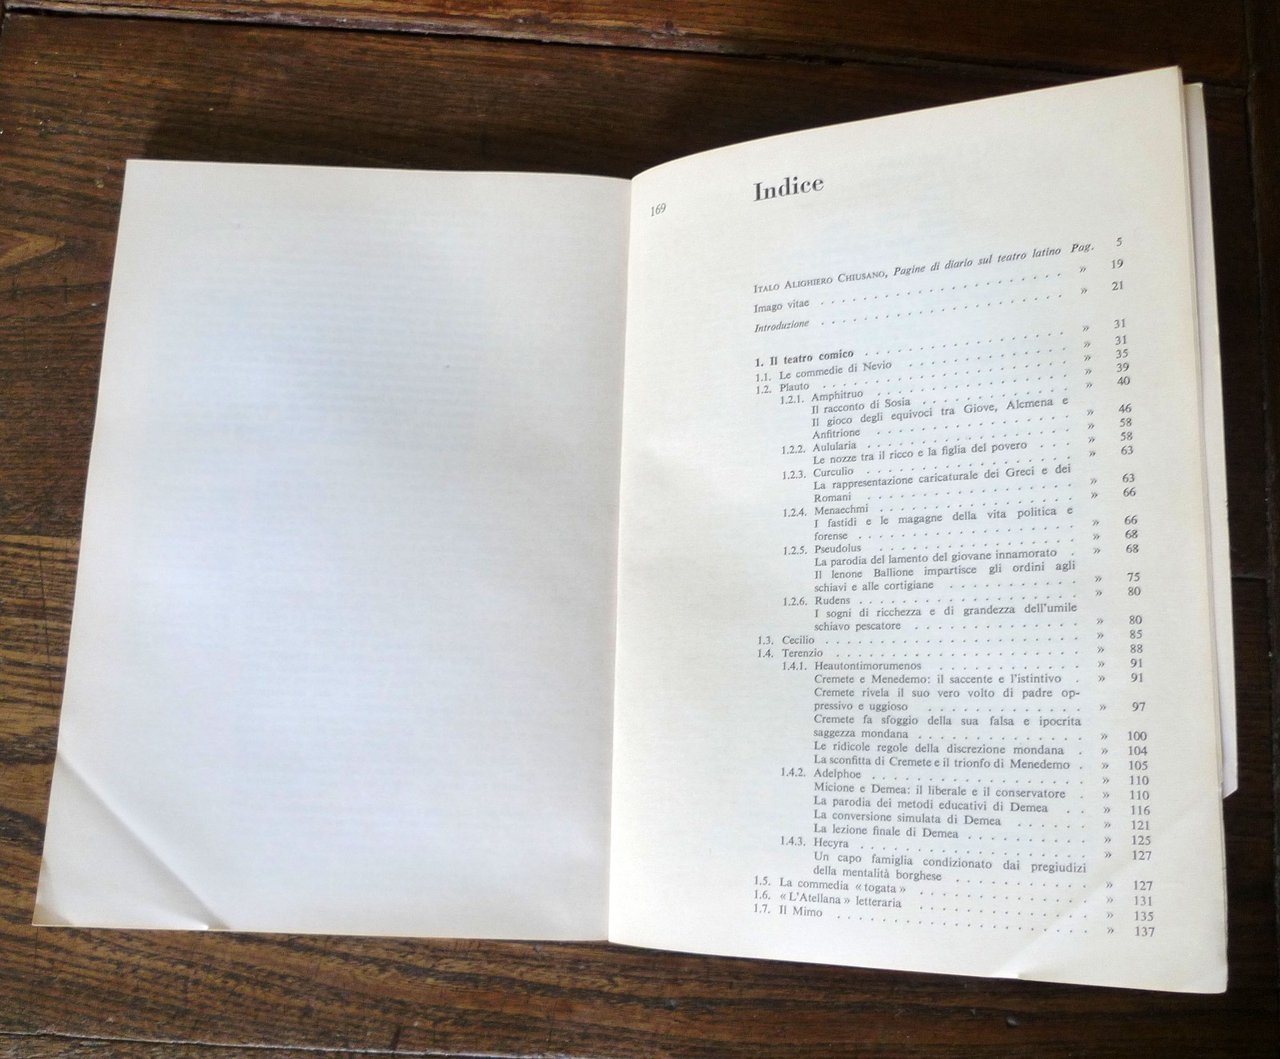 169
Indice
ITALO ALIGHIERO CHIUSANO, Pagine di diario sul teatro latino Pag. 5
Imago vitae . . . . . . . . . . . . . . . . . . . » 19
Introduzione . . . . . . . . . . . . . . . . . . . » 21
1. Il teatro comico . . . . . . . . . . . . . . . . » 31
1.1. Le commedie di Nevio . . . . . . . . . . . . . » 31
1.2. Plauto . . . . . . . . . . . . . . . . . . . . » 35
1.2.1. Amphitruo . . . . . . . . . . . . . . . . » 39
Il racconto di Sosia . . . . . . . . . . . . » 40
Il gioco degli equivoci tra Giove, Alcmena e
Anfitrione . . . . . . . . . . . . . . . . » 46
1.2.2. Aulularia . . . . . . . . . . . . . . . . » 58
Le nozze tra il ricco e la figlia del povero . . . » 58
1.2.3. Curculio . . . . . . . . . . . . . . . . . » 63
La rappresentazione caricaturale dei Greci e dei
Romani . . . . . . . . . . . . . . . . . . » 63
1.2.4. Menaechmi . . . . . . . . . . . . . . . . » 66
I fastidi e le magagne della vita politica e
forense . . . . . . . . . . . . . . . . . . » 66
1.2.5. Pseudolus . . . . . . . . . . . . . . . . » 68
La parodia del lamento del giovane innamorato . » 68
Il lenone Ballione impartisce gli ordini agli
schiavi e alle cortigiane . . . . . . . . . . . » 75
1.2.6. Rudens . . . . . . . . . . . . . . . . . . » 80
I sogni di ricchezza e di grandezza dell'umile
schiavo pescatore . . . . . . . . . . . . . . » 80
1.3. Cecilio . . . . . . . . . . . . . . . . . . . . » 85
1.4. Terenzio . . . . . . . . . . . . . . . . . . . » 88
1.4.1. Heautontimorumenos . . . . . . . . . . . » 91
Cremete e Menedemo: il saccente e l'istintivo . » 91
Cremete rivela il suo vero volto di padre op-
pressivo e uggioso . . . . . . . . . . . . . » 97
Cremete fa sfoggio della sua falsa e ipocrita
saggezza mondana . . . . . . . . . . . . . » 100
Le ridicole regole della discrezione mondana . » 104
La sconfitta di Cremete e il trionfo di Menedemo . » 105
1.4.2. Adelphoe . . . . . . . . . . . . . . . . . » 110
Micione e Demea: il liberale e il conservatore . . » 110
La parodia dei metodi educativi di Demea . . . » 116
La conversione simulata di Demea . . . . . . » 121
La lezione finale di Demea . . . . . . . . . . » 125
1.4.3. Hecyra . . . . . . . . . . . . . . . . . . » 127
Un capo famiglia condizionato dai pregiudizi
della mentalità borghese . . . . . . . . . . . » 127
1.5. La commedia « togata » . . . . . . . . . . . . . » 131
1.6. « L'Atellana » letteraria . . . . . . . . . . . . . » 135
1.7. Il Mimo . . . . . . . . . . . . . . . . . . . . » 137